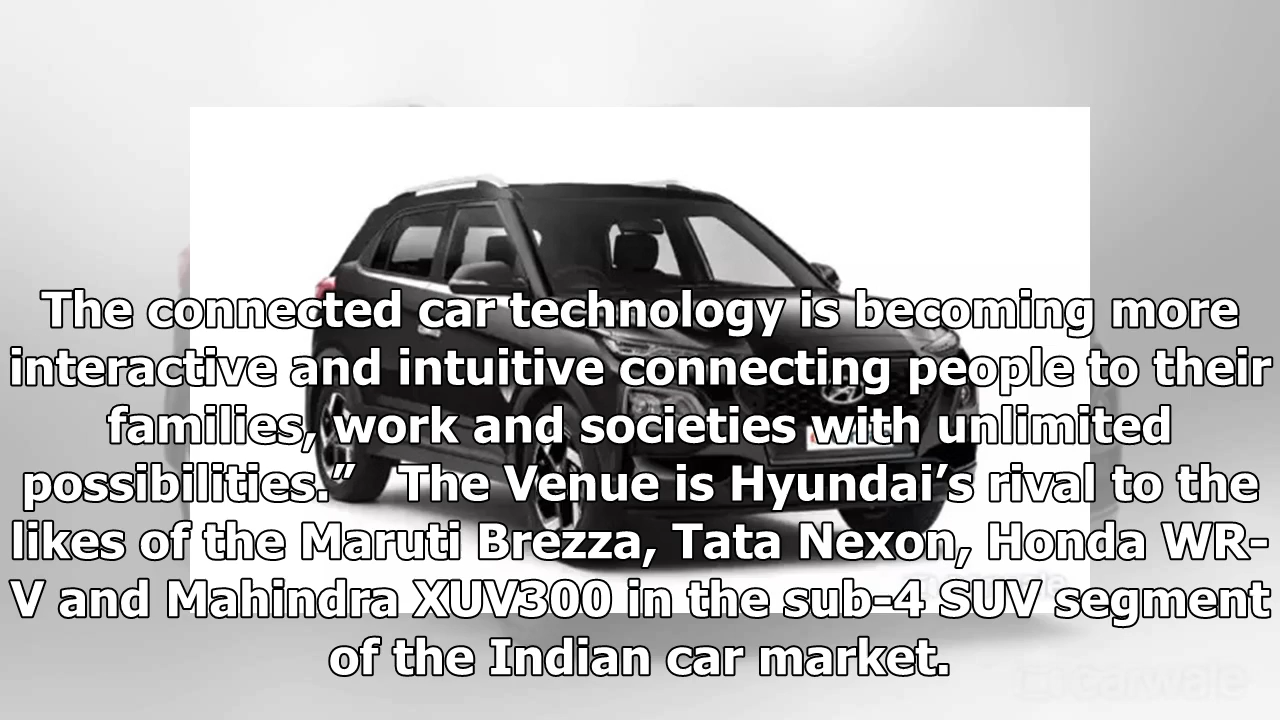 The connected car technology is becoming more
interactive and intuitive connecting people to their
families, work and societies with unlimited
possibilities.”   The Venue is Hyundai’s rival to the
likes of the Maruti Brezza, Tata Nexon, Honda WR-
V and Mahindra XUV300 in the sub-4 SUV segment
of the Indian car market.
carwale